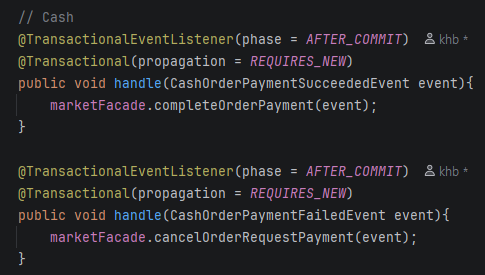 // Cash
@TransactionalEventListener(phase = AFTER_COMMIT) khb *
@Transactional(propagation = REQUIRES_NEW)
public void handle(CashOrderPaymentSucceededEvent event){
    marketFacade.completeOrderPayment(event);
}
@TransactionalEventListener(phase = AFTER_COMMIT) khb *
@Transactional(propagation = REQUIRES_NEW)
public void handle(CashOrderPaymentFailedEvent event){
    marketFacade.cancelOrderRequestPayment(event);
}